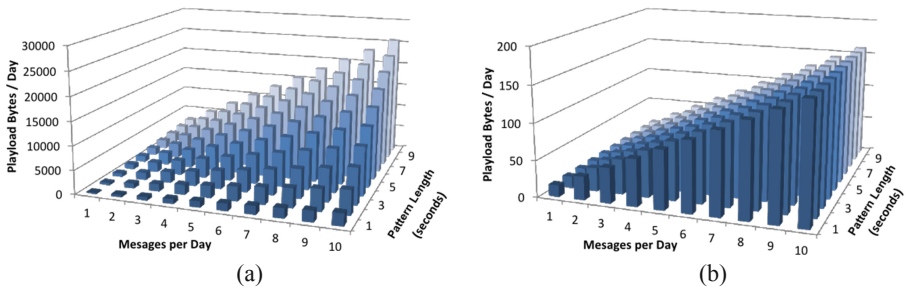 Playload Bytes / Day
30000
25000
20000
15000
10000
5000
0
1 2 3 4 5 6 7 8 9 10
Mesages per Day
1 3 5 7 9
Pattern Length
(seconds)
(a)
Playload Bytes / Day
200
150
100
50
0
1 2 3 4 5 6 7 8 9 10
Mesages per Day
1 3 5 7 9
Pattern Length
(seconds)
(b)